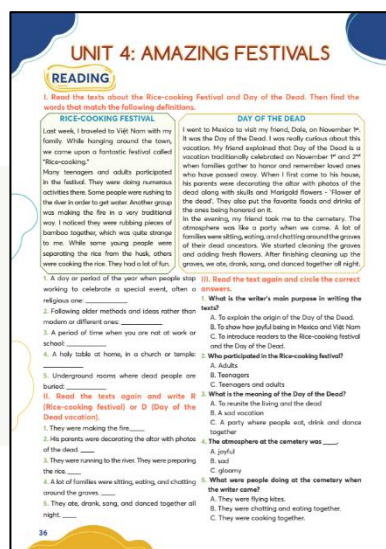 UNIT 4: AMAZING FESTIVALS
READING
I. Read the texts about the Rice-cooking Festival and Day of the Dead. Then find the
words that match the following definitions.
RICE-COOKING FESTIVAL
Last week, I traveled to Việt Nam with my
family. While hanging around the town,
we came upon a fantastic festival called
"Rice-cooking."
Many teenagers and adults participated
in the festival. They were doing numerous
activities there. Some people were rushing to
the river in order to get water. Another group
was making the fire in a very traditional
way. I noticed they were rubbing pieces of
bamboo together, which was quite strange
to me. While some young people were
separating the rice from the husk, others
were cooking the rice. They had a lot of fun.
DAY OF THE DEAD
I went to Mexico to visit my friend, Dale, on November 1st.
It was the Day of the Dead. I was really curious about this
vacation. My friend explained that Day of the Dead is a
vacation traditionally celebrated on November 1st and 2nd
when families gather to honor and remember loved ones
who have passed away. When I first came to his house,
his parents were decorating the altar with photos of the
dead along with skulls and Marigold flowers - 'Flower of
the dead'. They also put the favorite foods and drinks of
the ones being honored on it.
In the evening, my friend took me to the cemetery. The
atmosphere was like a party when we came. A lot of
families were sitting, eating, and chatting around the graves
of their dead ancestors. We started cleaning the graves
and adding fresh flowers. After finishing cleaning up the
graves, we ate, drank, sang, and danced together all night.
1. A day or period of the year when people stop
working to celebrate a special event, often a
religious one: ________
2. Following older methods and ideas rather than
modern or different ones: ________
3. A period of time when you are not at work or
school: ________
4. A holy table at home, in a church or temple:
________
5. Underground rooms where dead people are
buried: ________
II. Read the texts again and write R
(Rice-cooking festival) or D (Day of the
Dead vacation).
1. They were making the fire.____
2. His parents were decorating the altar with photos
of the dead. ____
3. They were running to the river. They were preparing
the rice. ____
4. A lot of families were sitting, eating, and chatting
around the graves. ____
5. They ate, drank, sang, and danced together all
night. ____
III. Read the text again and circle the correct
answers.
1. What is the writer's main purpose in writing the
texts?
A. To explain the origin of the Day of the Dead.
B. To show how joyful being in Mexico and Việt Nam
C. To introduce readers to the Rice-cooking festival
and the Day of the Dead.
2. Who participated in the Rice-cooking festival?
A. Adults
B. Teenagers
C. Teenagers and adults
3. What is the meaning of the Day of the Dead?
A. To reunite the living and the dead
B. A sad vacation
C. A party where people eat, drink and dance
together
4. The atmosphere at the cemetery was ____.
A. joyful
B. sad
C. gloomy
5. What were people doing at the cemetery when
the writer came?
A. They were flying kites.
B. They were chatting and eating together.
C. They were cooking together.
36